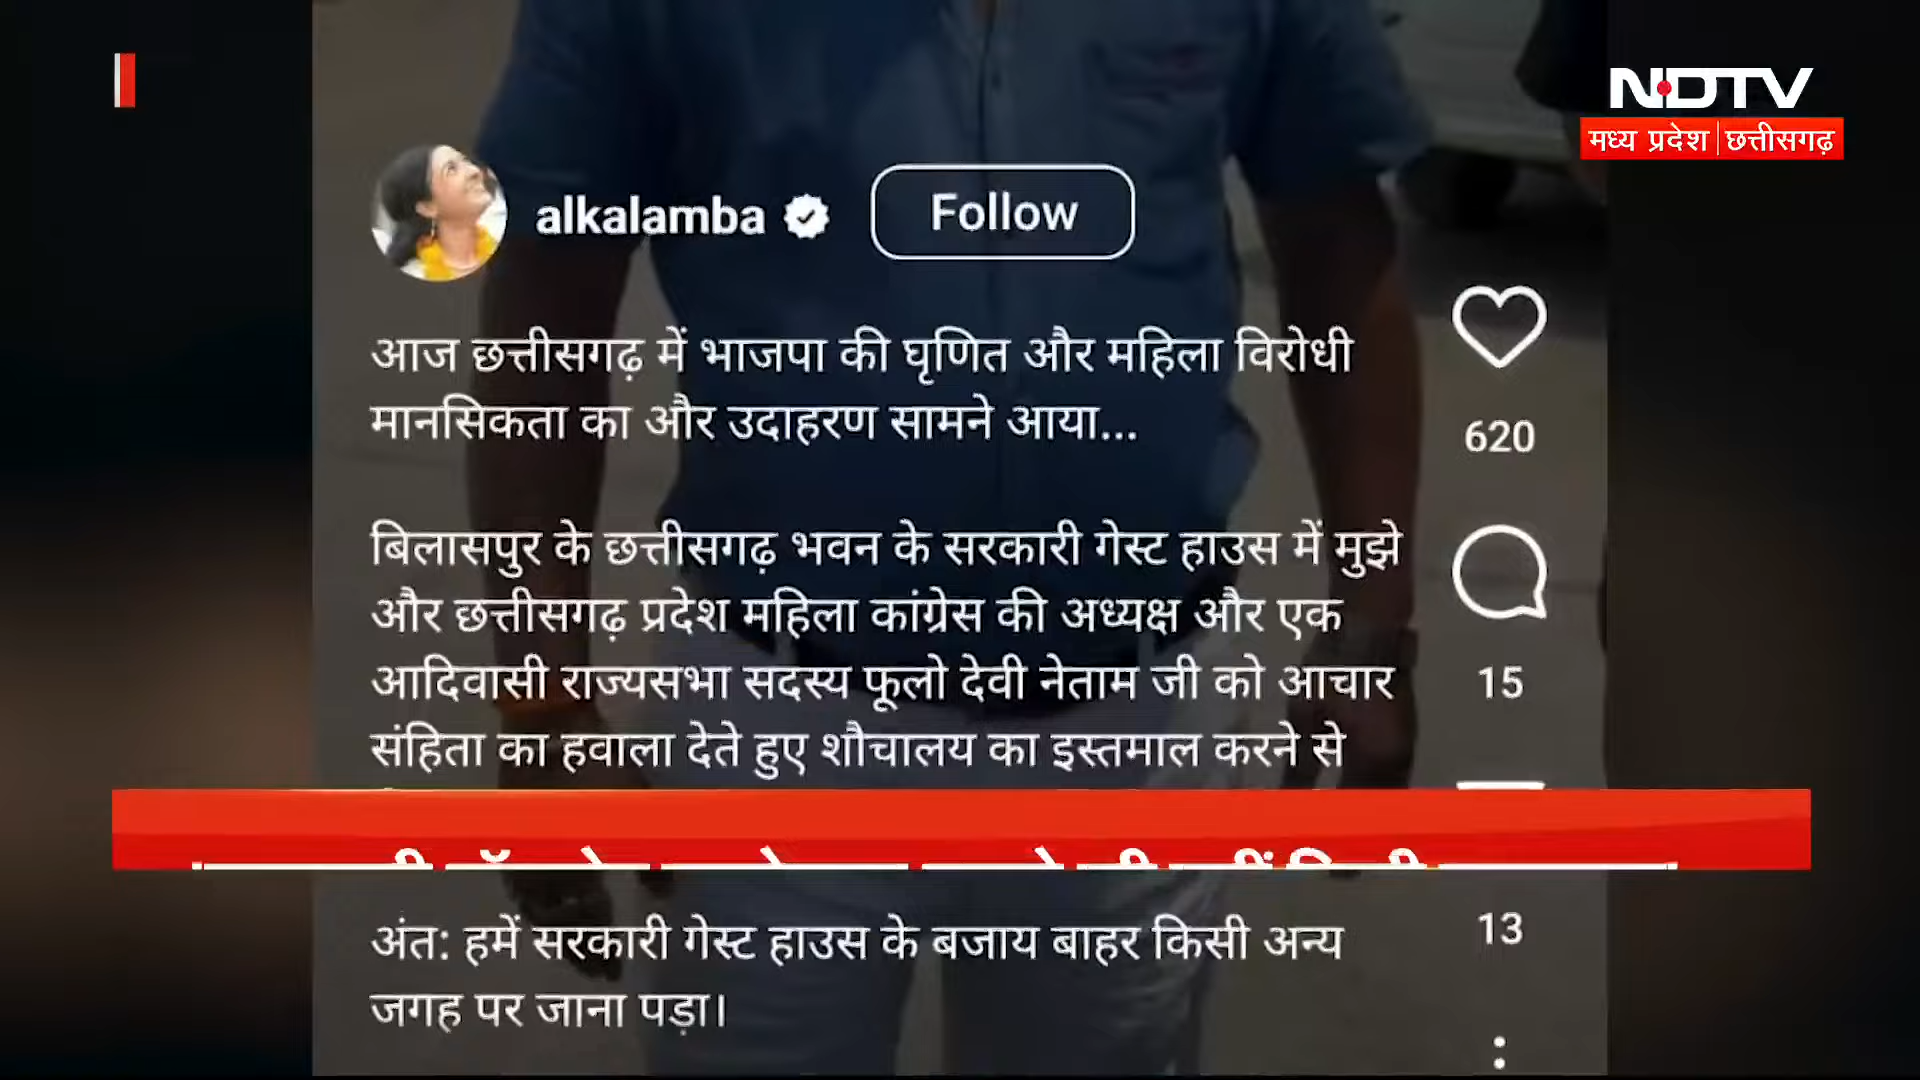 NDTV
मध्य प्रदेश छत्तीसगढ़
alkalamba
Follow
आज छत्तीसगढ़ में भाजपा की घृणित और महिला विरोधी
मानसिकता का और उदाहरण सामने आया...
620
बिलासपुर के छत्तीसगढ़ भवन के सरकारी गेस्ट हाउस में मुझे
और छत्तीसगढ़ प्रदेश महिला कांग्रेस की अध्यक्ष और एक
आदिवासी राज्यसभा सदस्य फूलो देवी नेताम जी को आचार
15
संहिता का हवाला देते हुए शौचालय का इस्तमाल करने से
अंत: हमें सरकारी गेस्ट हाउस के बजाय बाहर किसी अन्य
13
जगह पर जाना पड़ा।